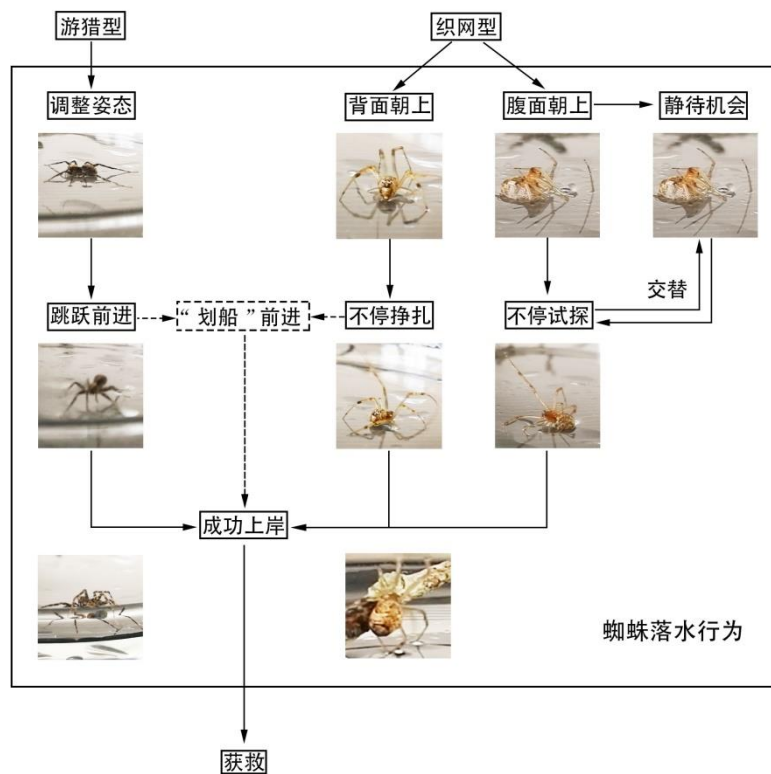 游猎型
织网型
调整姿态
背面朝上
腹面朝上
静待机会
交替
跳跃前进
“划船”前进
不停挣扎
不停试探
成功上岸
蜘蛛落水行为
获救